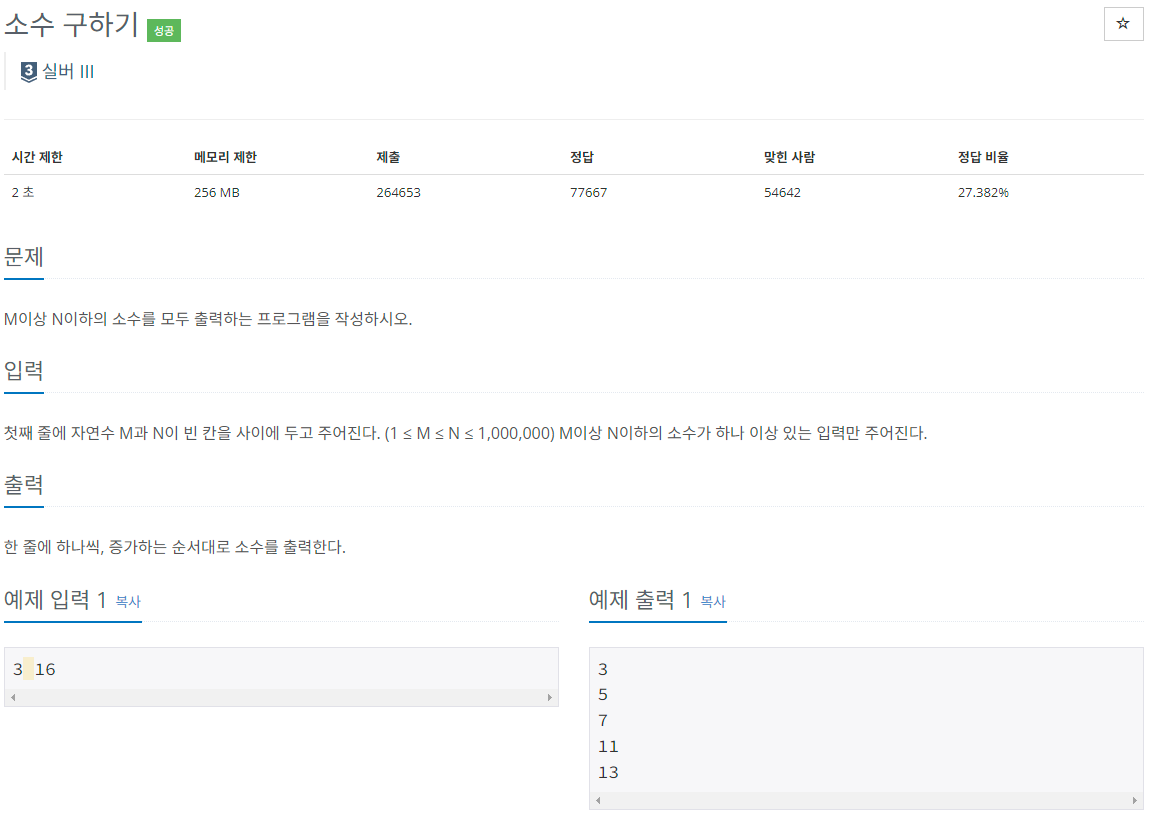 소수 구하기 성공
☆
3 실버 III
시간 제한 메모리 제한 제출 정답 맞힌 사람 정답 비율
2 초 256 MB 264653 77667 54642 27.382%
문제
M이상 N이하의 소수를 모두 출력하는 프로그램을 작성하시오.
입력
첫째 줄에 자연수 M과 N이 빈 칸을 사이에 두고 주어진다. (1 ≤ M ≤ N ≤ 1,000,000) M이상 N이하의 소수가 하나 이상 있는 입력만 주어진다.
출력
한 줄에 하나씩, 증가하는 순서대로 소수를 출력한다.
예제 입력 1 복사
3 16
예제 출력 1 복사
3
5
7
11
13